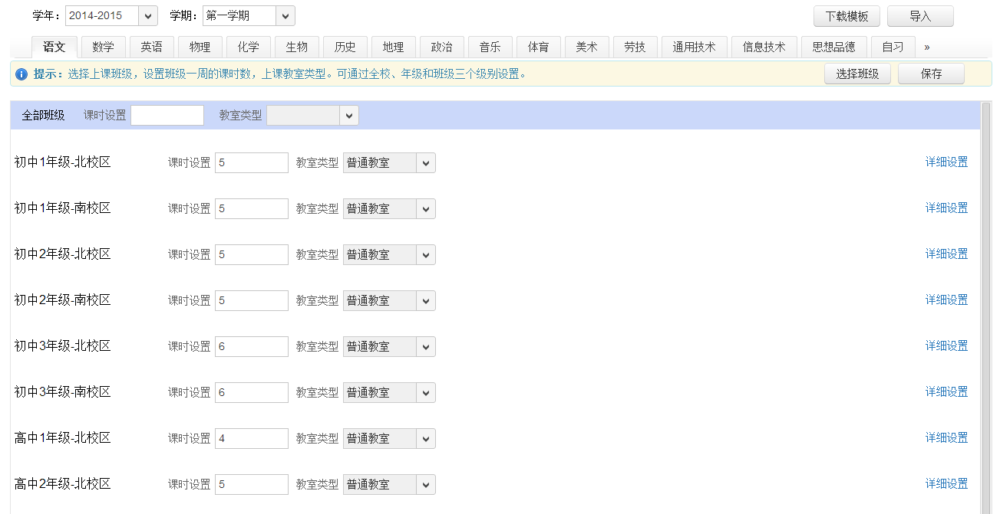 学年： 2014-2015 学期： 第一学期 下载模板 导入
语文 数学 英语 物理 化学 生物 历史 地理 政治 音乐 体育 美术 劳技 通用技术 信息技术 思想品德 自习 »
提示：选择上课班级，设置班级一周的课时数，上课教室类型。可通过全校、年级和班级三个级别设置。 选择班级 保存
全部班级 课时设置 教室类型
初中1年级-北校区 课时设置 5 教室类型 普通教室 详细设置
初中1年级-南校区 课时设置 5 教室类型 普通教室 详细设置
初中2年级-北校区 课时设置 5 教室类型 普通教室 详细设置
初中2年级-南校区 课时设置 5 教室类型 普通教室 详细设置
初中3年级-北校区 课时设置 6 教室类型 普通教室 详细设置
初中3年级-南校区 课时设置 6 教室类型 普通教室 详细设置
高中1年级-北校区 课时设置 4 教室类型 普通教室 详细设置
高中2年级-北校区 课时设置 5 教室类型 普通教室 详细设置